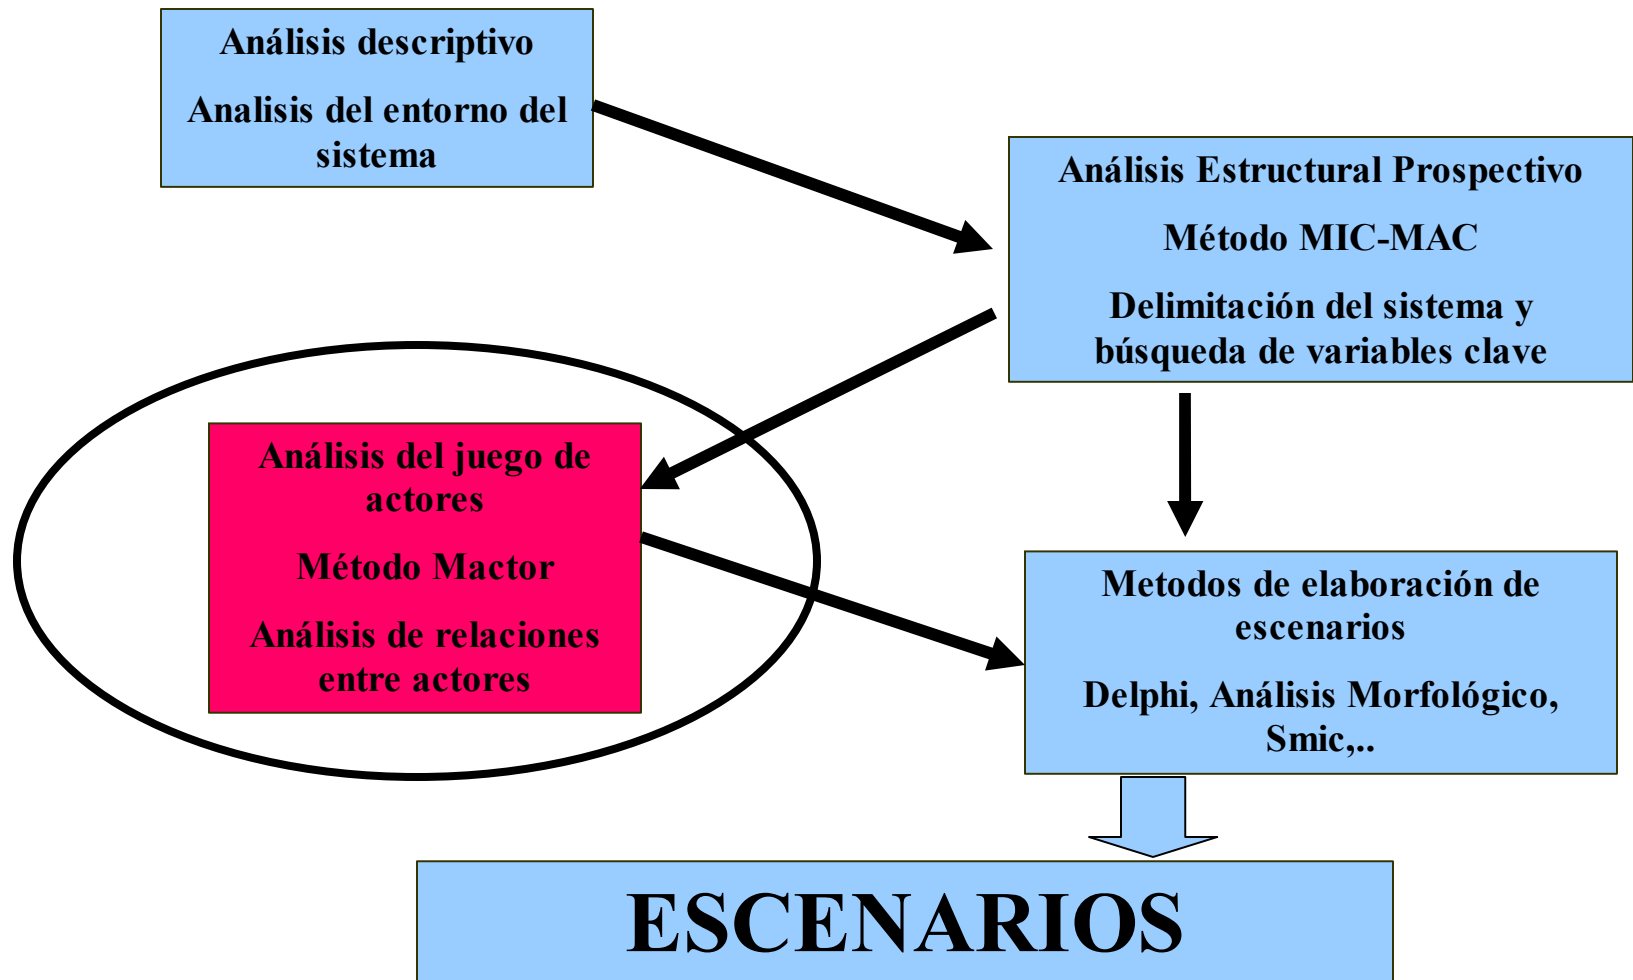 Análisis descriptivo
Analisis del entorno del
sistema
Análisis Estructural Prospectivo
Método MIC-MAC
Delimitación del sistema y
búsqueda de variables clave
Análisis del juego de
actores
Método Mactor
Análisis de relaciones
entre actores
Metodos de elaboración de
escenarios
Delphi, Análisis Morfológico,
Smic,..
ESCENARIOS